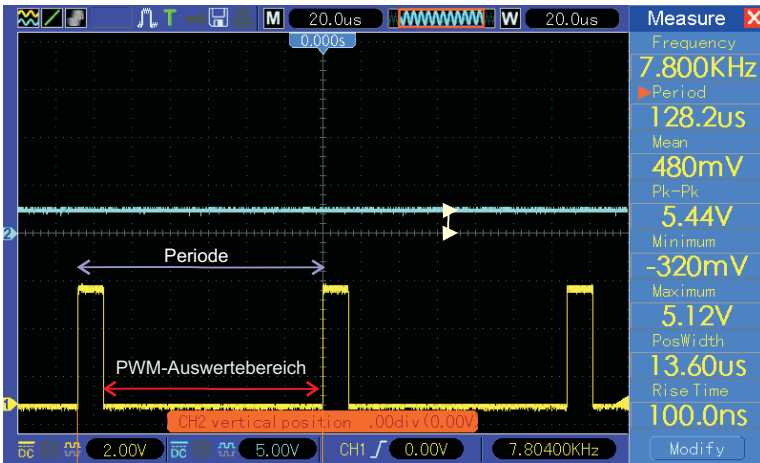 M 20.0us W 20.0us
Measure X
0.000s
Frequency
7.800KHz
Period
128.2us
Mean
480mV
Pk-Pk
5.44V
Minimum
-320mV
Maximum
5.12V
PosWidth
13.60us
Rise Time
100.0ns
Modify
T
2
Periode
PWM-Auswertebereich
1
CH2 vertical position .00div(0.00V)
DC 2.00V DC 5.00V CH1 0.00V 7.80400KHz